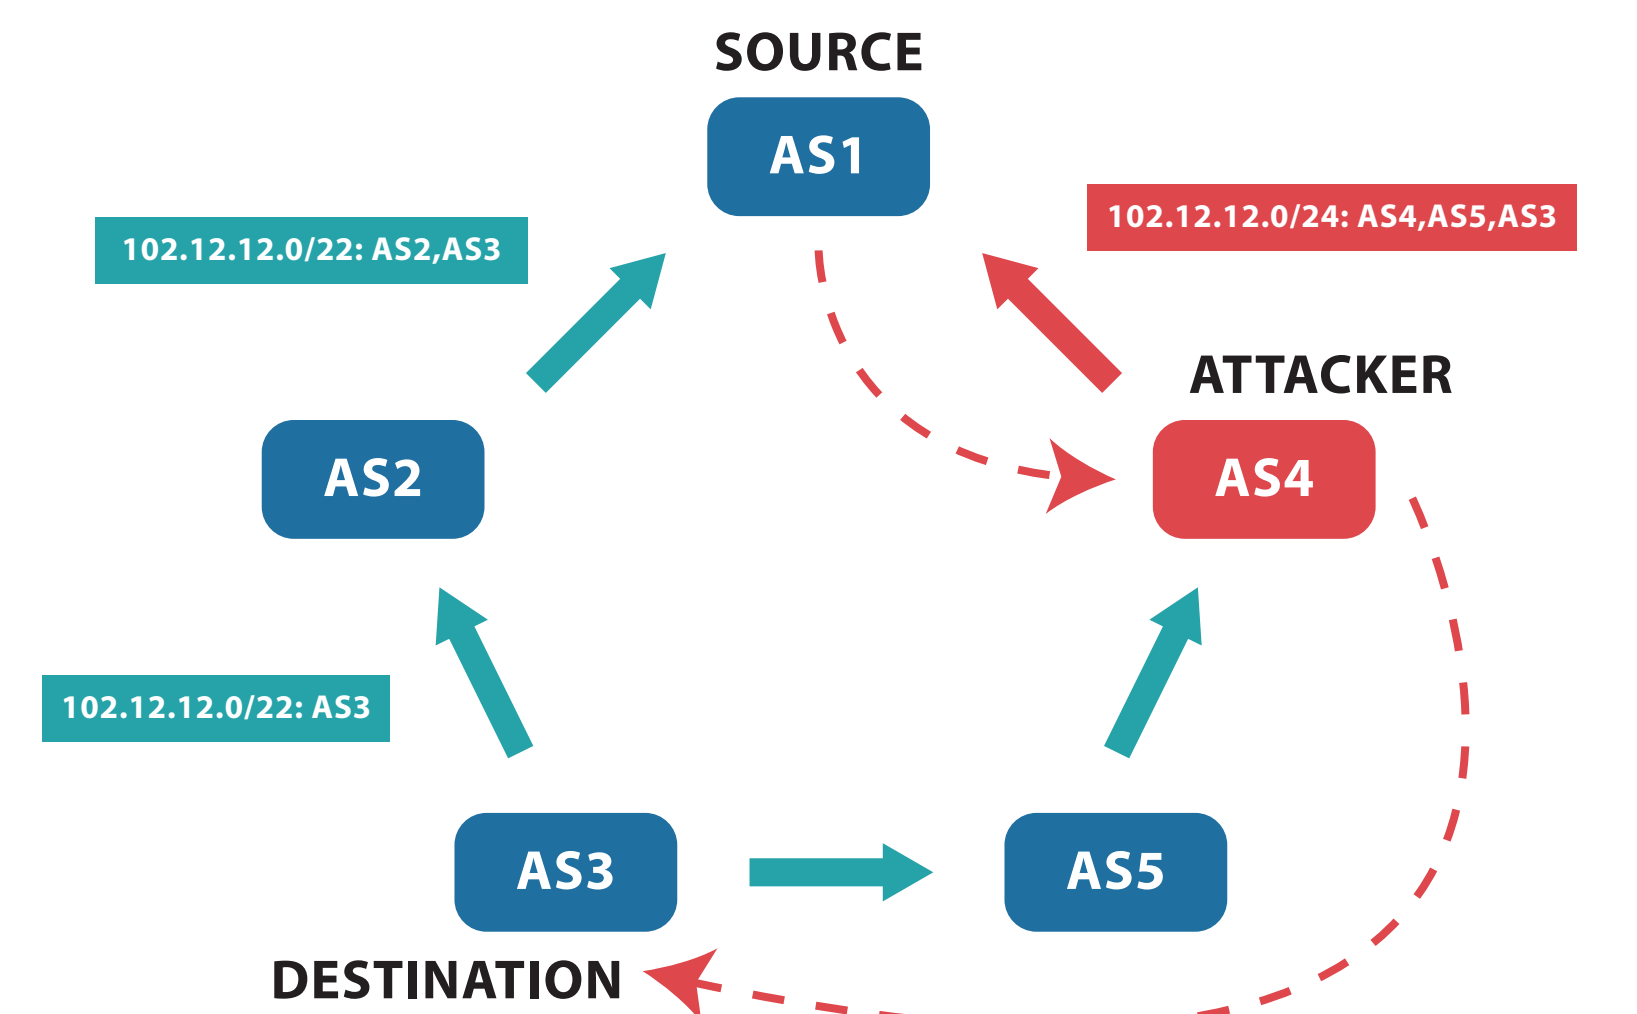 SOURCE
AS1
102.12.12.0/24: AS4,AS5,AS3
102.12.12.0/22: AS2,AS3
ATTACKER
AS2
AS4
102.12.12.0/22: AS3
AS3
AS5
DESTINATION